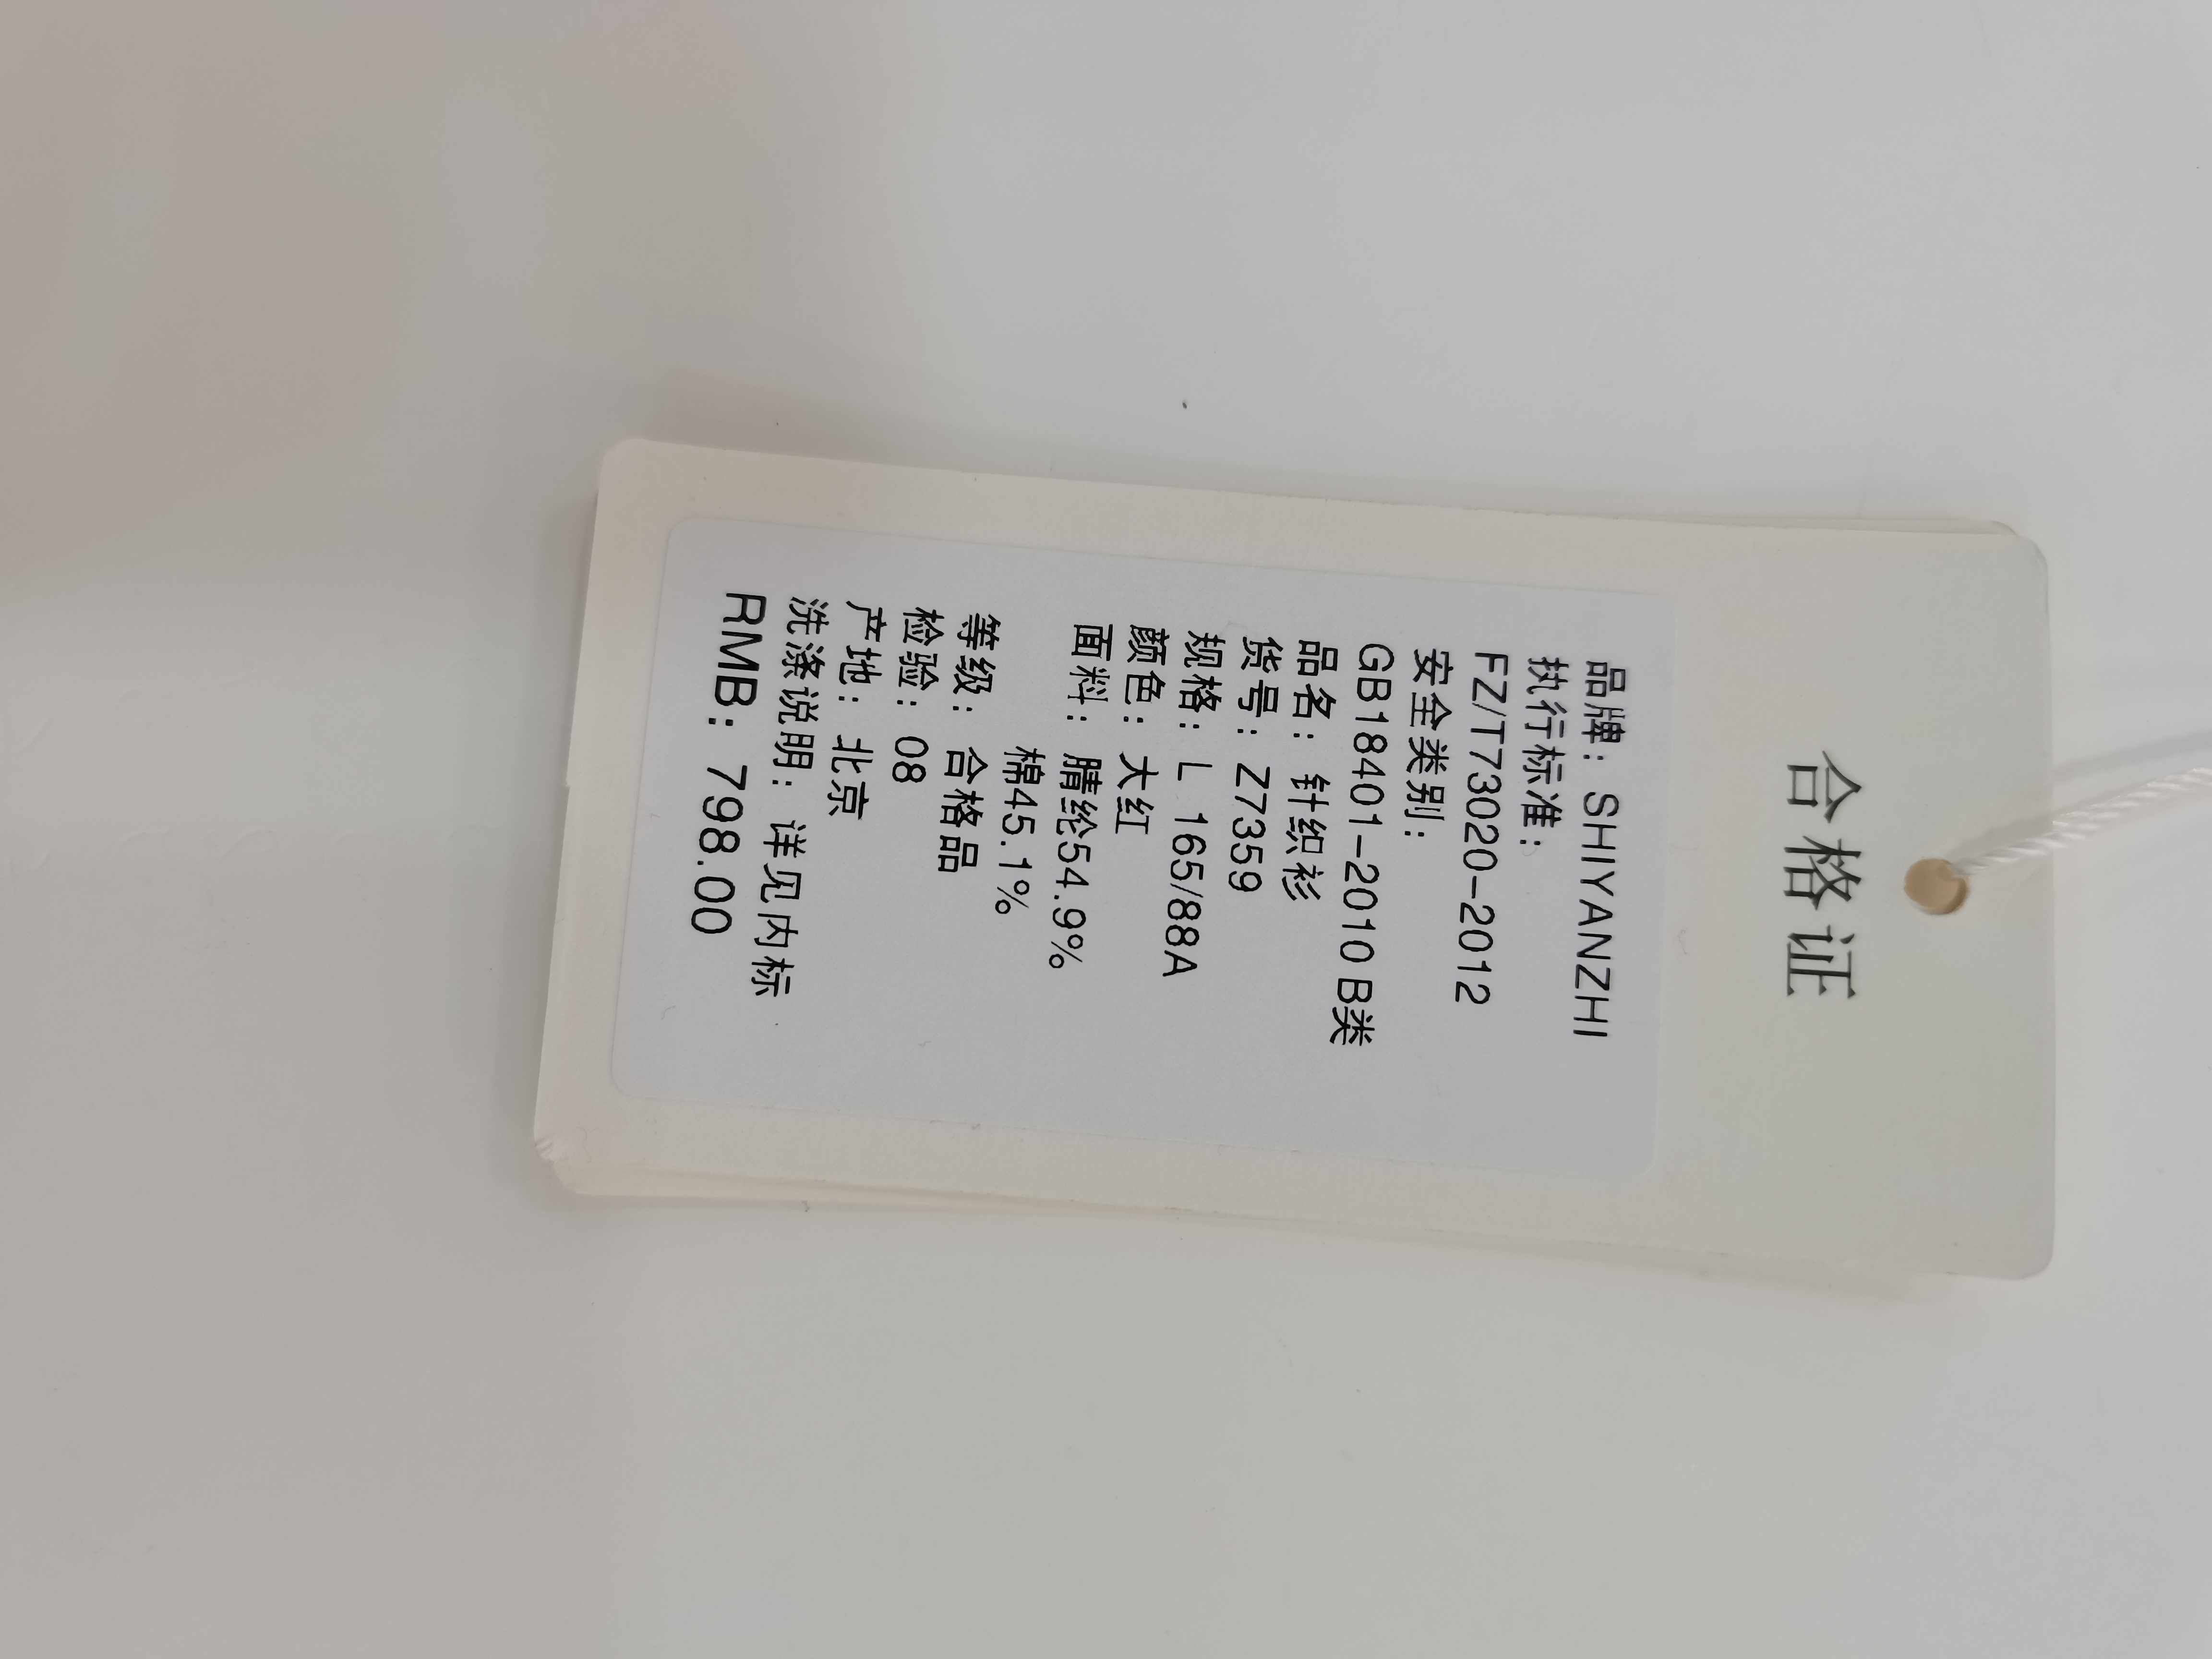 合格证
品牌：SHIYANZHI
执行标准：
FZ/T73020-2012
安全类别：
GB18401-2010 B类
品名：针织衫
货号：Z7359
规格：L 165/88A
颜色：大红
面料：腈纶54.9%
棉45.1%
等级：合格品
检验：08
产地：北京
洗涤说明：详见内标
RMB：798.00